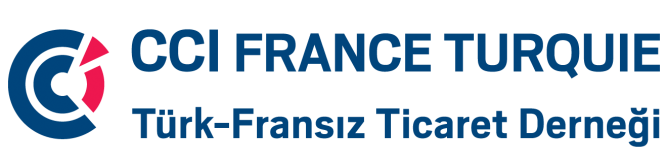 CCI FRANCE TURQUIE
Türk-Fransız Ticaret Derneği